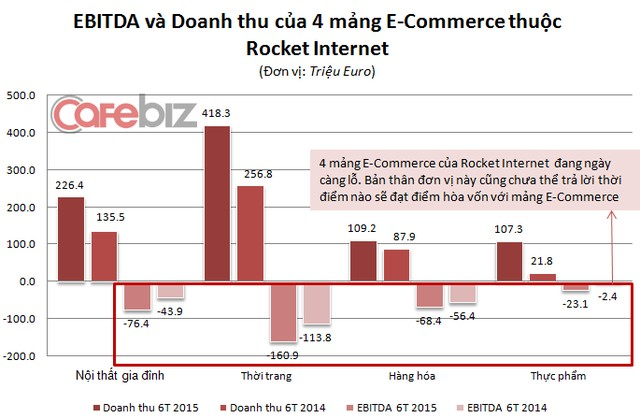 EBITDA và Doanh thu của 4 mảng E-Commerce thuộc
Rocket Internet
(Đơn vị: Triệu Euro)
CafeBiz
500.0
400.0
300.0
200.0
100.0
0.0
-100.0
-200.0
226.4
135.5
-76.4
-43.9
418.3
256.8
-160.9
-113.8
109.2
87.9
-68.4
-56.4
107.3
21.8
-23.1
-2.4
4 mảng E-Commerce của Rocket Internet đang ngày
càng lỗ. Bản thân đơn vị này cũng chưa thể trả lời thời
điểm nào sẽ đạt điểm hòa vốn với mảng E-Commerce
Nội thất gia đình Thời trang Hàng hóa Thực phẩm
Doanh thu 6T 2015 Doanh thu 6T 2014 EBITDA 6T 2015 EBITDA 6T 2014